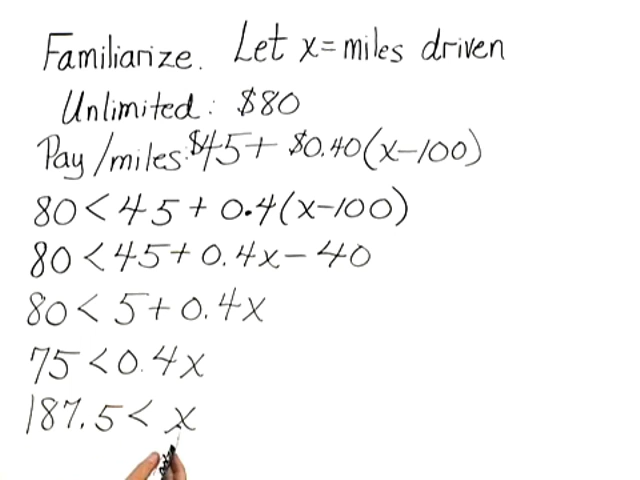 Familiarize. Let x = miles driven
Unlimited: $80
Pay/miles: $45 + $0.40(x-100)
80 < 45 + 0.4(x-100)
80 < 45 + 0.4x - 40
80 < 5 + 0.4x
75 < 0.4x
187.5 < x